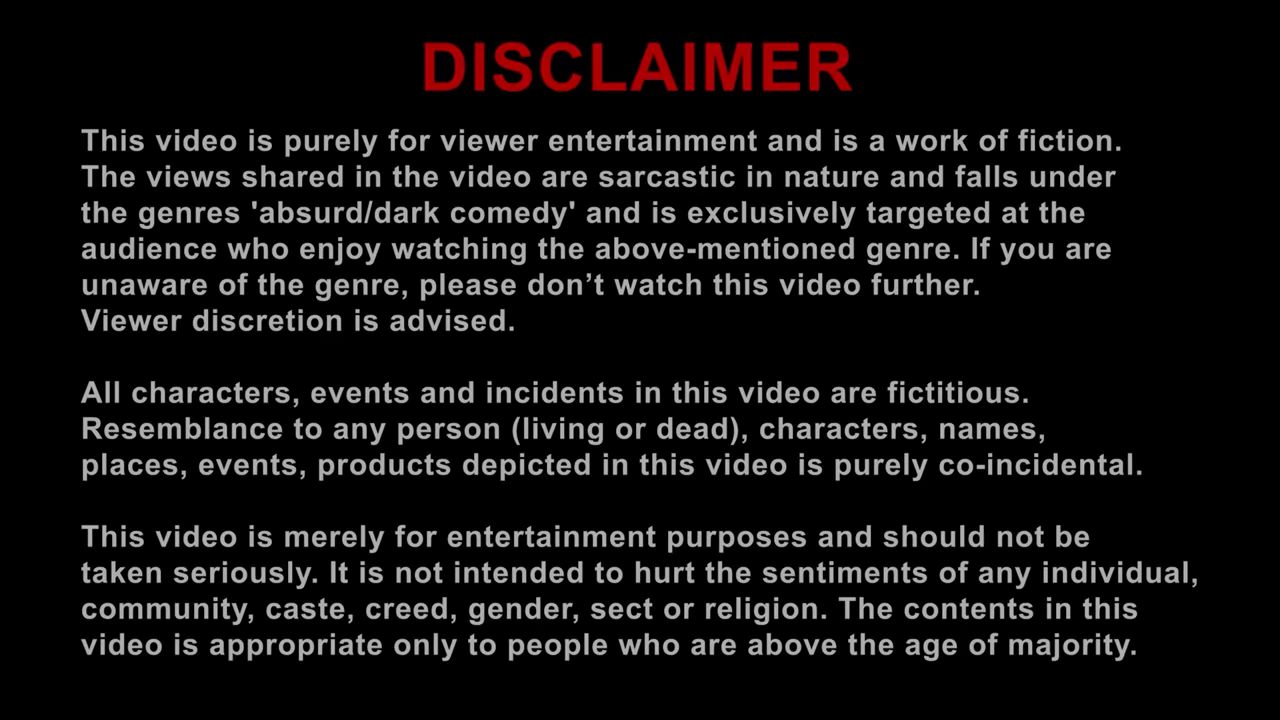 DISCLAIMER
This video is purely for viewer entertainment and is a work of fiction.
The views shared in the video are sarcastic in nature and falls under
the genres 'absurd/dark comedy' and is exclusively targeted at the
audience who enjoy watching the above-mentioned genre. If you are
unaware of the genre, please don’t watch this video further.
Viewer discretion is advised.
All characters, events and incidents in this video are fictitious.
Resemblance to any person (living or dead), characters, names,
places, events, products depicted in this video is purely co-incidental.
This video is merely for entertainment purposes and should not be
taken seriously. It is not intended to hurt the sentiments of any individual,
community, caste, creed, gender, sect or religion. The contents in this
video is appropriate only to people who are above the age of majority.